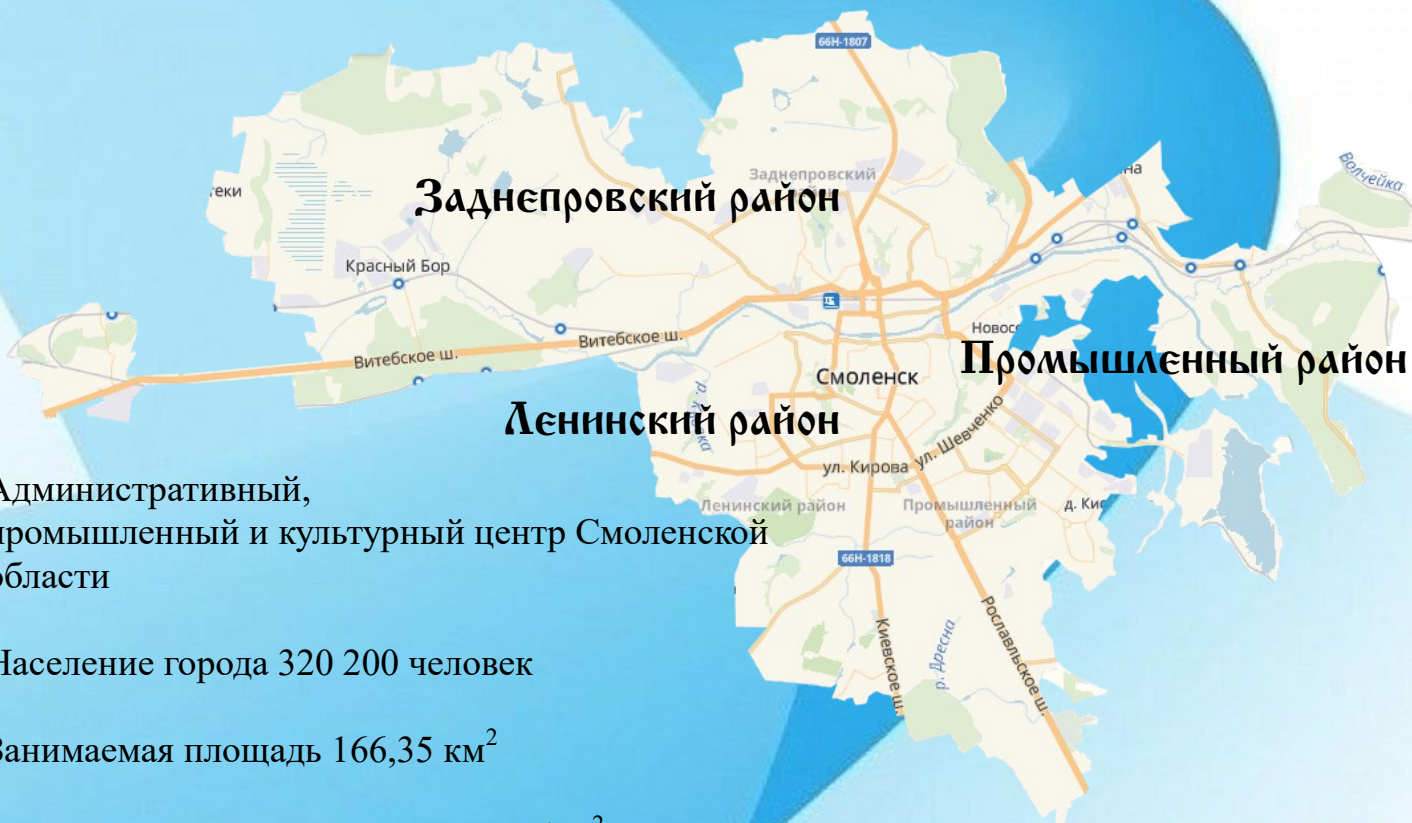 66Н-1807
Волчейка
Заднепровский
Заднепровский район
Красный Бор
Витебское ш.
Витебское ш.
Смоленск
Промышленный район
Ленинский район
ул. Кирова
ул. Шевченко
Ленинский район
Промышленный
район
66Н-1818
Киевское ш.
р. Дресна
Рославльское ш.
Административный,
промышленный и культурный центр Смоленской
области
Население города 320 200 человек
Занимаемая площадь 166,35 км²